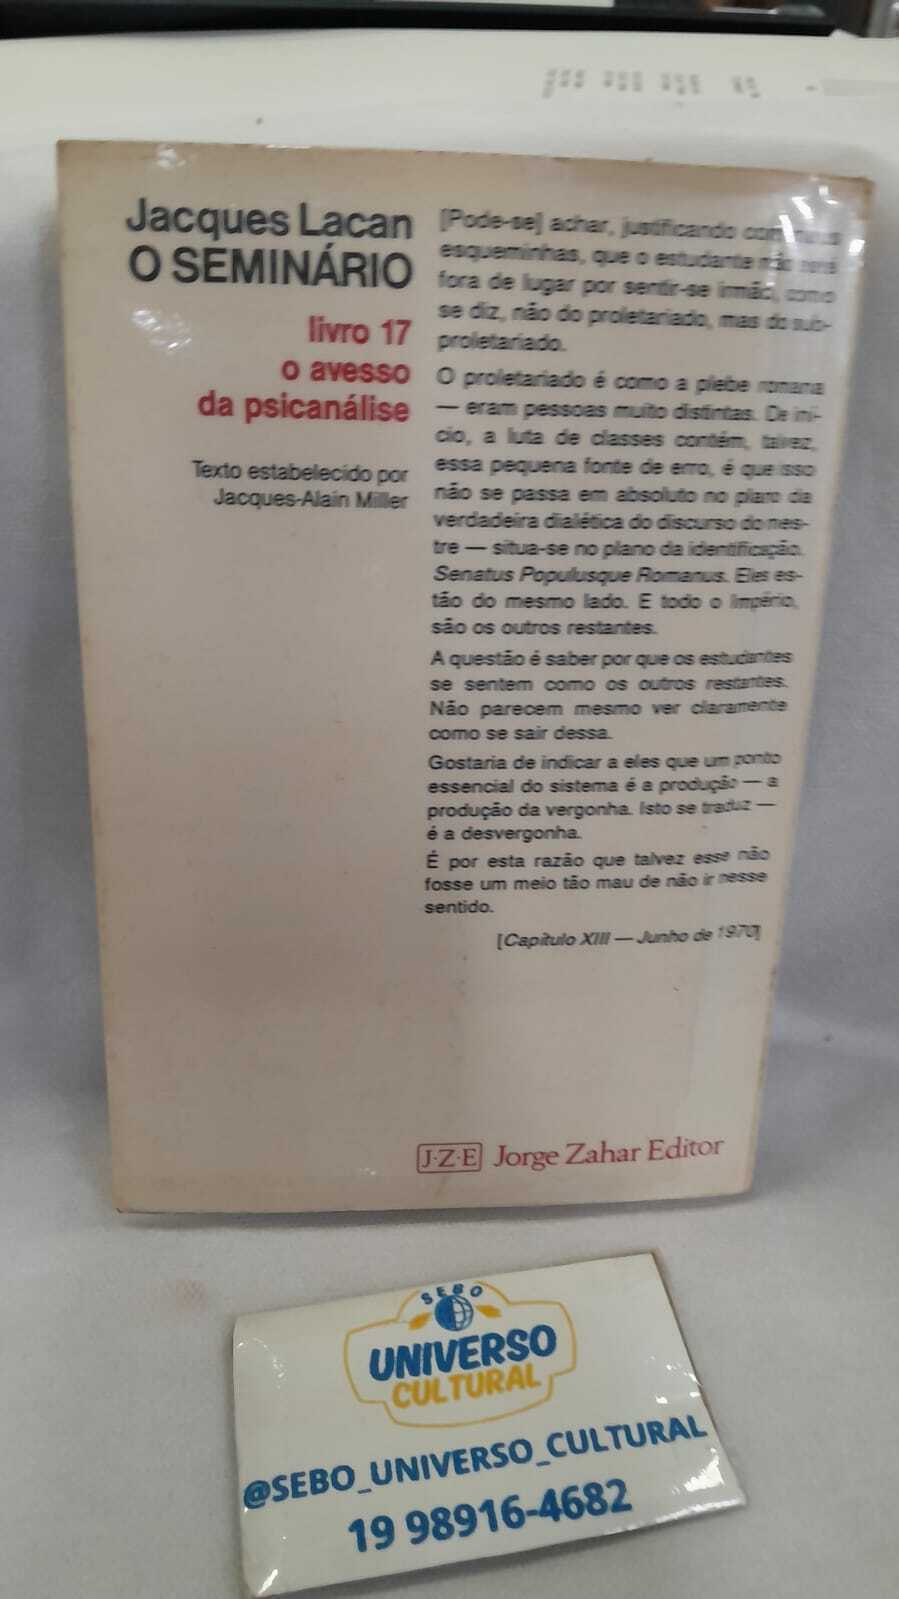 Jacques Lacan
O SEMINÁRIO
livro 17
o avesso
da psicanálise
Texto estabelecido por
Jacques-Alain Miller
[Pode-se] achar, justificando com meus
esqueminhas, que o estudante não está
fora de lugar por sentir-se irmão, como
se diz, não do proletariado, mas do sub-
proletariado.
O proletariado é como a plebe romana
— eram pessoas muito distintas. De iní-
cio, a luta de classes contém, talvez,
essa pequena fonte de erro, é que isso
não se passa em absoluto no plano da
verdadeira dialética do discurso do mes-
tre — situa-se no plano da identificação.
Senatus Populusque Romanus. Eles es-
tão do mesmo lado. E todo o Império,
são os outros restantes.
A questão é saber por que os estudantes
se sentem como os outros restantes.
Não parecem mesmo ver claramente
como se sair dessa.
Gostaria de indicar a eles que um ponto
essencial do sistema é a produção — a
produção da vergonha. Isto se traduz —
é a desvergonha.
É por esta razão que talvez esse não
fosse um meio tão mau de não ir nesse
sentido.
[Capítulo XIII — Junho de 1970]
J·Z·E Jorge Zahar Editor
SEBO
UNIVERSO
CULTURAL
@SEBO_UNIVERSO_CULTURAL
19 98916-4682